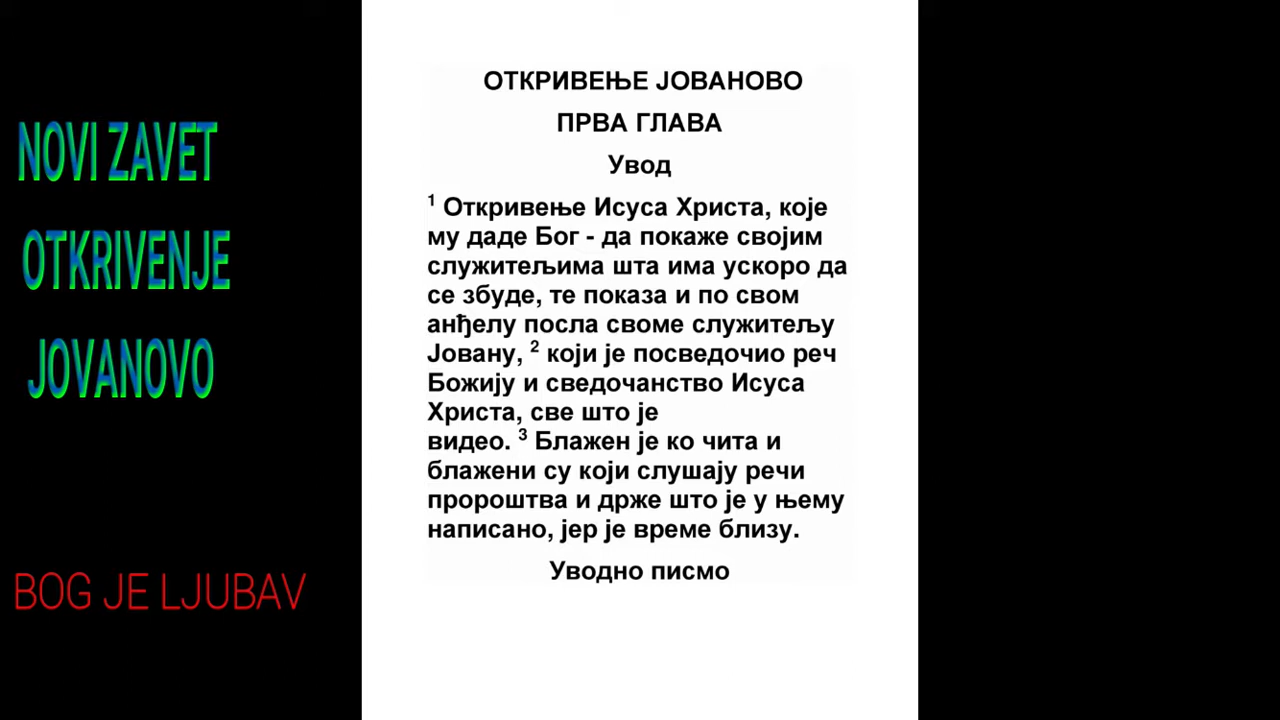 NOVI ZAVET
OTKRIVENJE
JOVANOVO
BOG JE LJUBAV
ОТКРИВЕЊЕ ЈОВАНОВО
ПРВА ГЛАВА
Увод
1 Откривење Исуса Христа, које
му даде Бог - да покаже својим
служитељима шта има ускоро да
се збуде, те показа и по свом
анђелу посла своме служитељу
Јовану, 2 који је посведочио реч
Божију и сведочанство Исуса
Христа, све што је
видео. 3 Блажен је ко чита и
блажени су који слушају речи
пророштва и држе што је у њему
написано, јер је време близу.
Уводно писмо